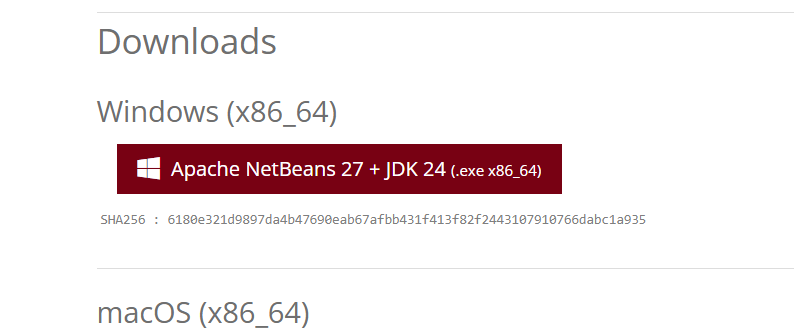 Downloads
Windows (x86_64)
Apache NetBeans 27 + JDK 24 (.exe x86_64)
SHA256 : 6180e321d9897da4b47690eab67afbb431f413f82f2443107910766dabc1a935
macOS (x86_64)